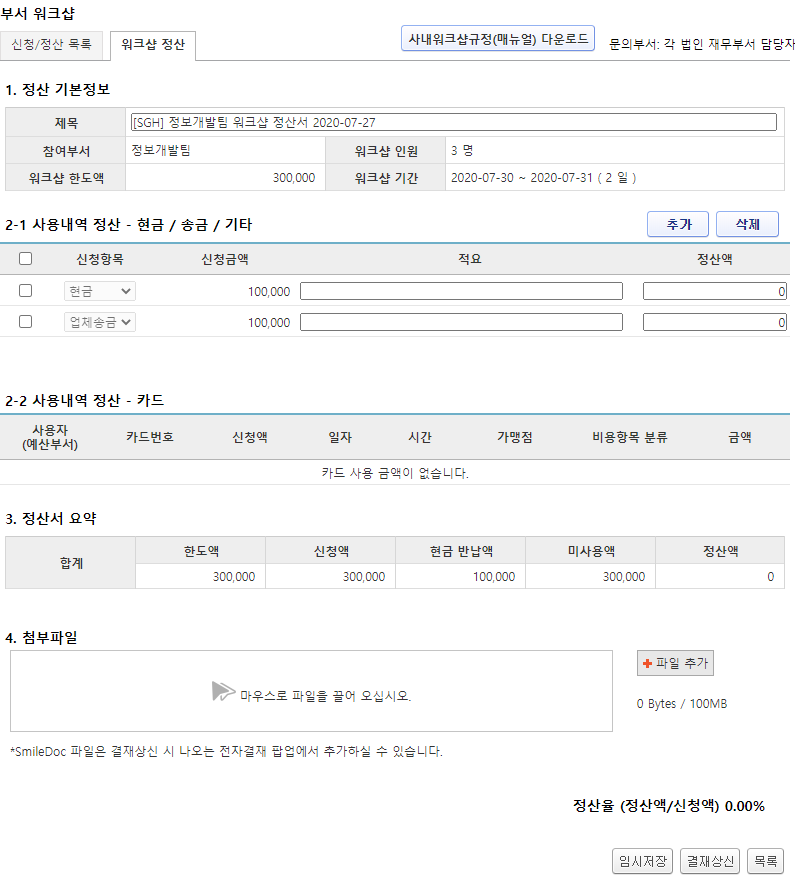 부서 워크샵
신청/정산 목록 워크샵 정산 사내워크샵규정(매뉴얼) 다운로드 문의부서: 각 법인 재무부서 담당자
1. 정산 기본정보
제목 [SGH] 정보개발팀 워크샵 정산서 2020-07-27
참여부서 정보개발팀 워크샵 인원 3 명
워크샵 한도액 300,000 워크샵 기간 2020-07-30 ~ 2020-07-31 ( 2 일 )
2-1 사용내역 정산 - 현금 / 송금 / 기타 추가 삭제
신청항목 신청금액 적요 정산액
현금 100,000 0
업체송금 100,000 0
2-2 사용내역 정산 - 카드
사용자 (예산부서) 카드번호 신청액 일자 시간 가맹점 비용항목 분류 금액
카드 사용 금액이 없습니다.
3. 정산서 요약
합계 한도액 신청액 현금 반납액 미사용액 정산액
300,000 300,000 100,000 300,000 0
4. 첨부파일
마우스로 파일을 끌어 오십시오. 파일 추가
0 Bytes / 100MB
*SmileDoc 파일은 결재상신 시 나오는 전자결재 팝업에서 추가하실 수 있습니다.
정산율 (정산액/신청액) 0.00%
임시저장 결재상신 목록